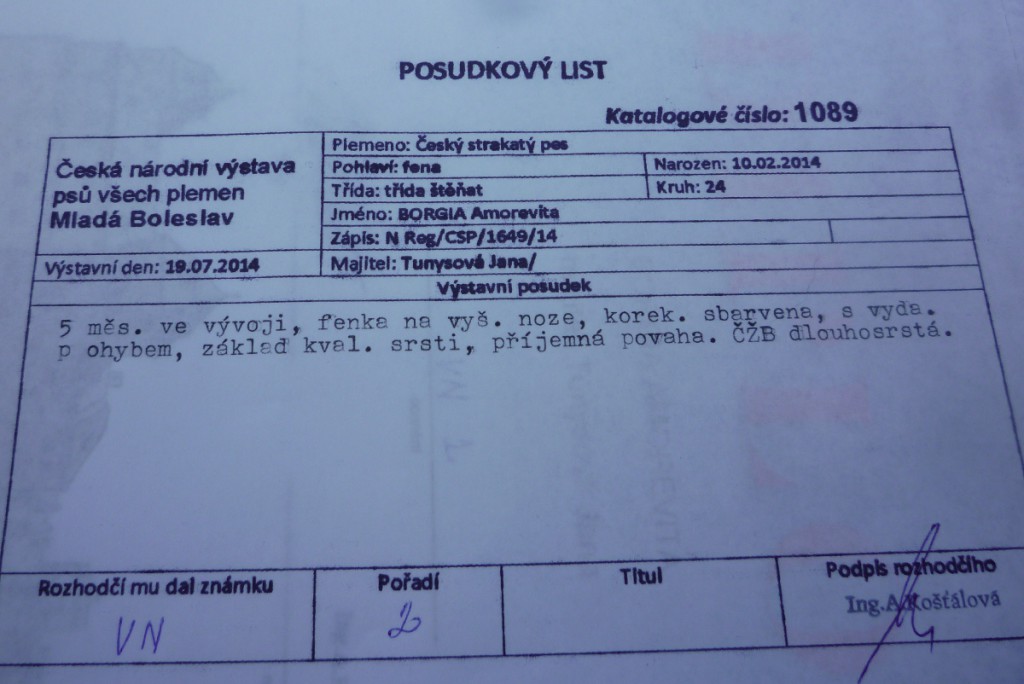 POSUDKOVÝ LIST
Katalogové číslo: 1089
Česká národní výstava
psů všech plemen
Mladá Boleslav
Výstavní den: 19.07.2014
Plemeno: Český strakatý pes
Pohlaví: fena
Narozen: 10.02.2014
Třída: třída štěňat
Kruh: 24
Jméno: BORGIA Amorevita
Zápis: N Reg/CSP/1649/14
Majitel: Tunysová Jana/
Výstavní posudek
5 měs. ve vývoji, fenka na vyš. noze, korek. sbarvena, s vyda.
p ohybem, základ kval. srsti, příjemná povaha. ČŽB dlouhosrstá.
Rozhodčí mu dal známku
VN
Pořadí
2
Titul
Podpis rozhodčího
Ing.A.Košťálová